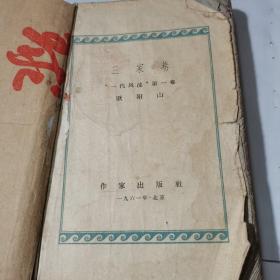 三家巷
“一代风流”第一卷
欧阳山
作家出版社
一九六一年·北京